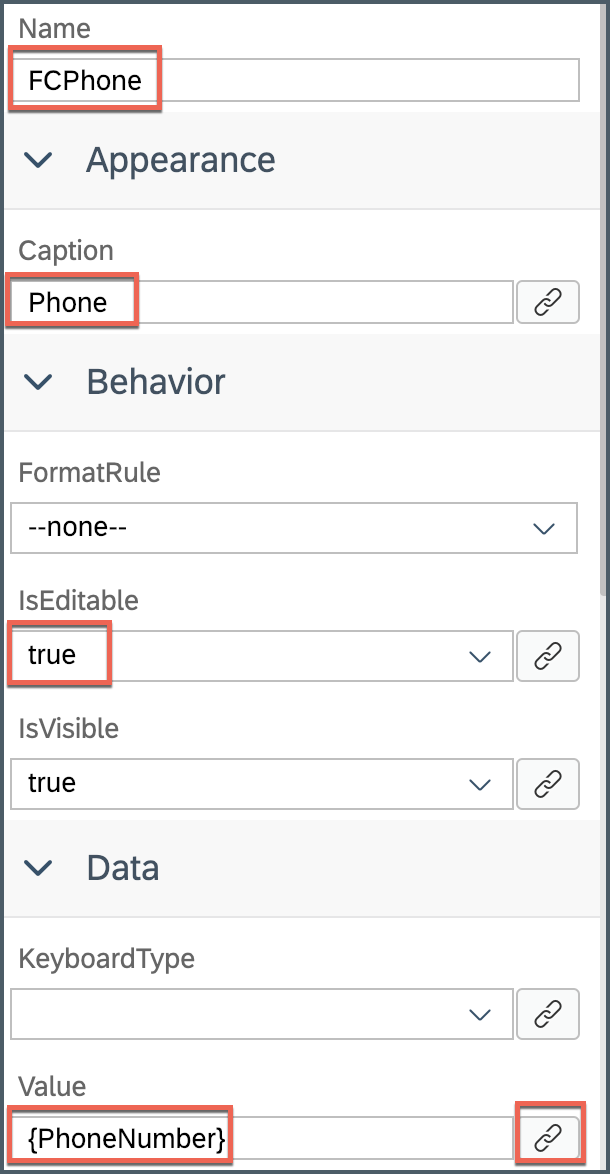 Name
FCPhone
Appearance
Caption
Phone
Behavior
FormatRule
--none--
IsEditable
true
IsVisible
true
Data
KeyboardType
Value
{PhoneNumber}